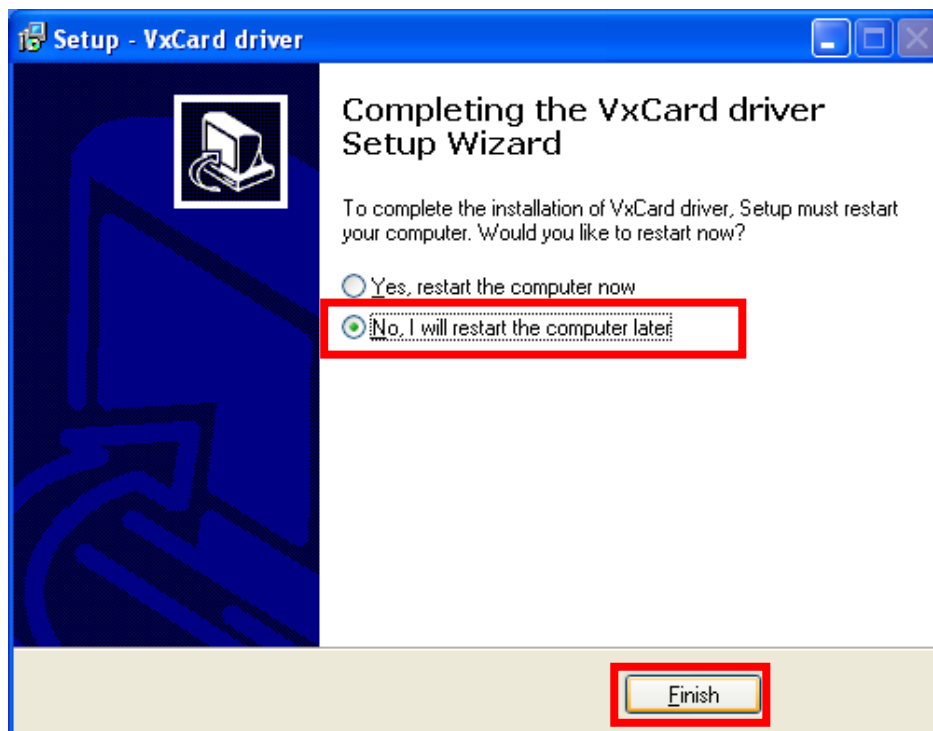 Setup - VxCard driver
Completing the VxCard driver
Setup Wizard
To complete the installation of VxCard driver, Setup must restart
your computer. Would you like to restart now?
Yes, restart the computer now
No, I will restart the computer later
Finish